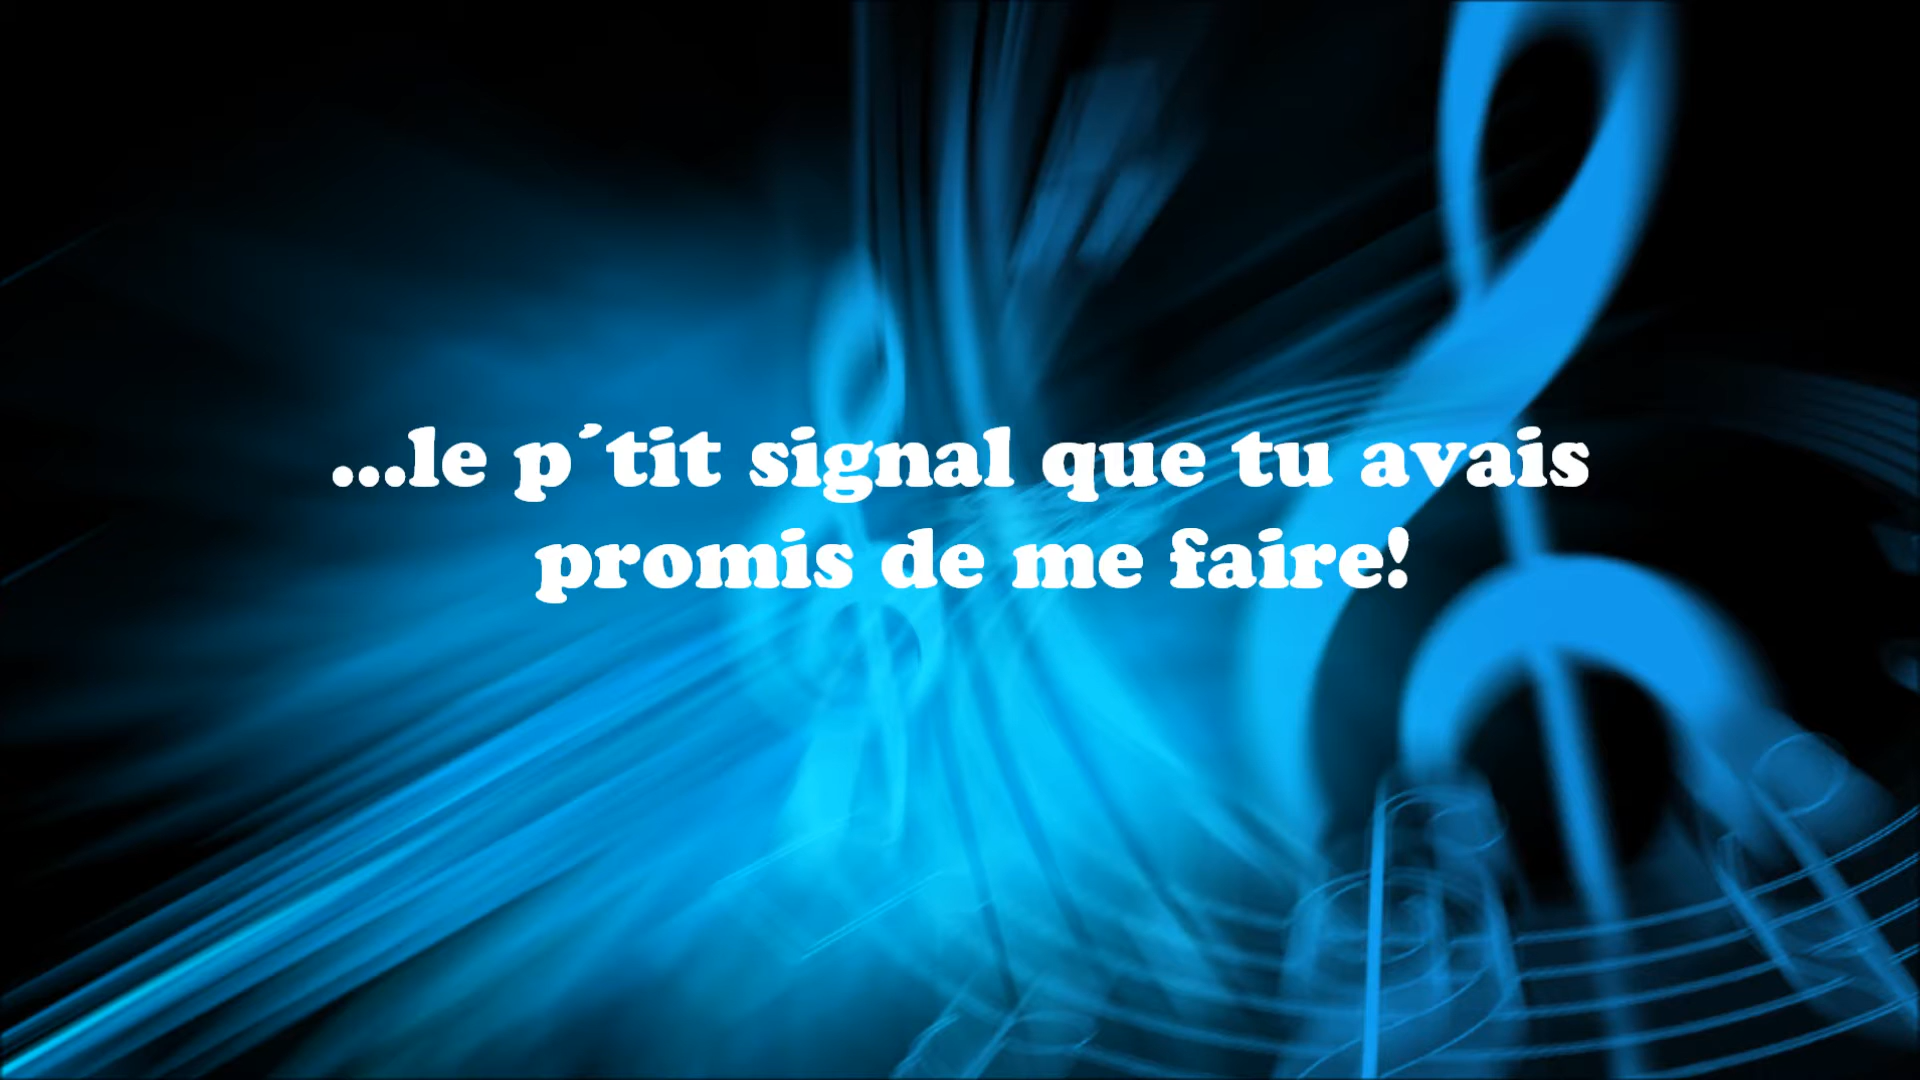 ...le p´tit signal que tu avais
promis de me faire!